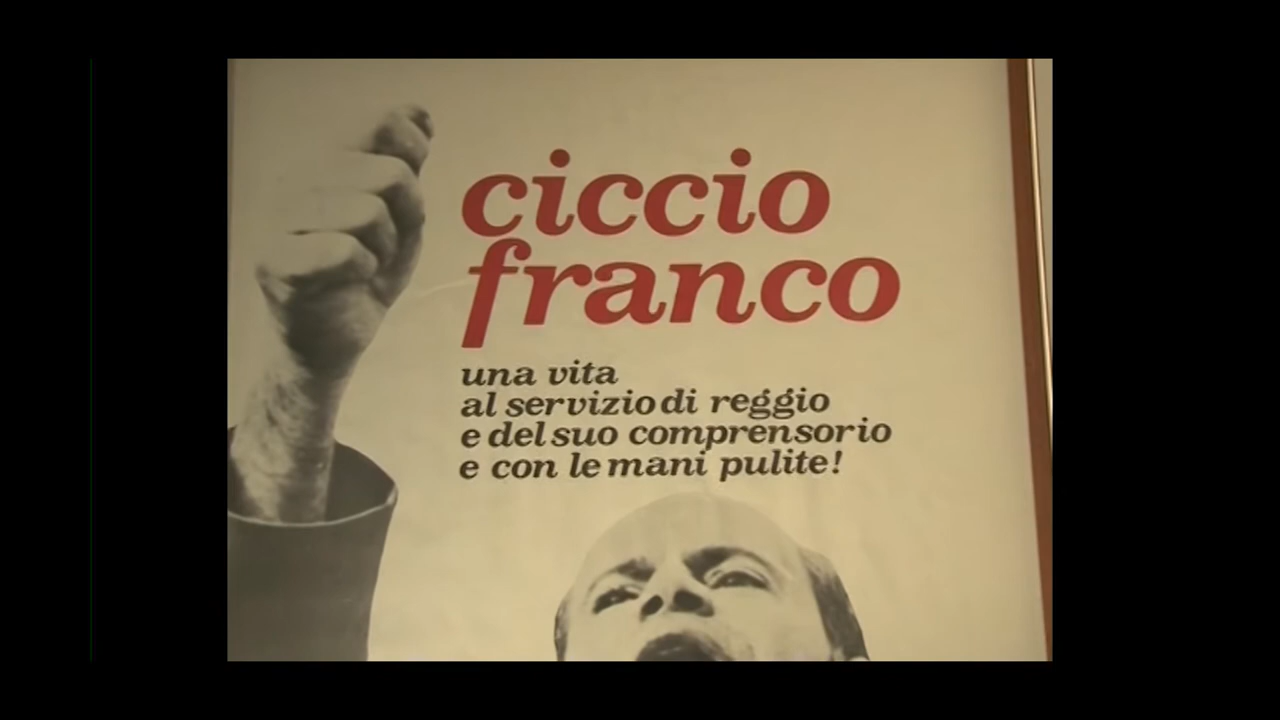 ciccio
franco
una vita
al servizio di reggio
e del suo comprensorio
e con le mani pulite!